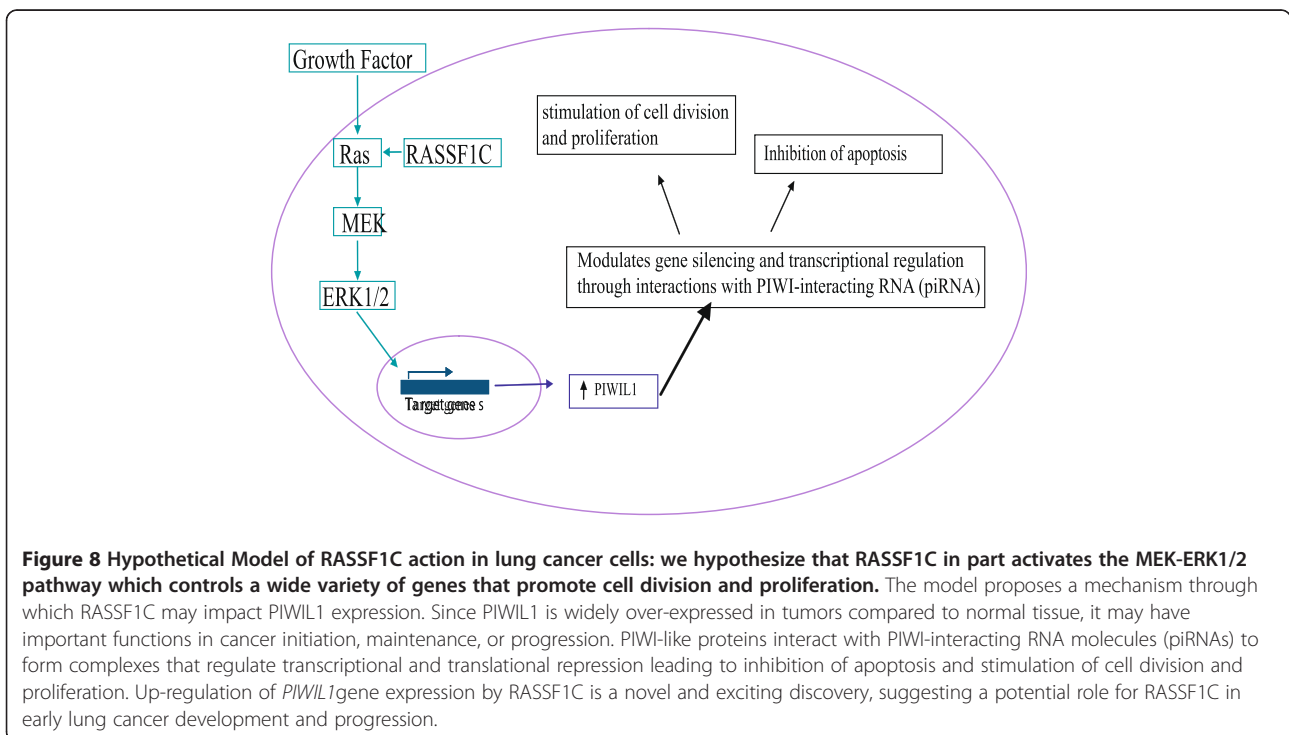 Growth Factor
Ras
RASSF1C
MEK
ERK1/2
Target genes
PIWIL1
Modulates gene silencing and transcriptional regulation
through interactions with PIWI-interacting RNA (piRNA)
stimulation of cell division
and proliferation
Inhibition of apoptosis
Figure 8 Hypothetical Model of RASSF1C action in lung cancer cells: we hypothesize that RASSF1C in part activates the MEK-ERK1/2
pathway which controls a wide variety of genes that promote cell division and proliferation. The model proposes a mechanism through
which RASSF1C may impact PIWIL1 expression. Since PIWIL1 is widely over-expressed in tumors compared to normal tissue, it may have
important functions in cancer initiation, maintenance, or progression. PIWI-like proteins interact with PIWI-interacting RNA molecules (piRNAs) to
form complexes that regulate transcriptional and translational repression leading to inhibition of apoptosis and stimulation of cell division and
proliferation. Up-regulation of PIWIL1gene expression by RASSF1C is a novel and exciting discovery, suggesting a potential role for RASSF1C in
early lung cancer development and progression.